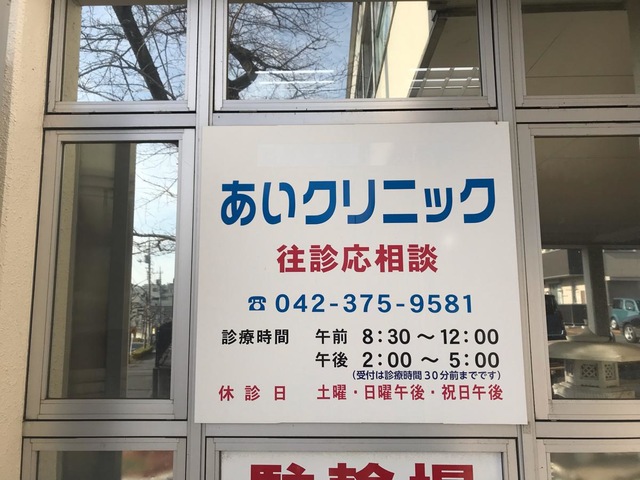 あいクリニック
往診応相談
☎ 042-375-9581
診療時間 午前 8:30～12:00
午後 2:00～5:00
(受付は診療時間30分前までです)
休診日 土曜・日曜午後・祝日午後
駐輪場